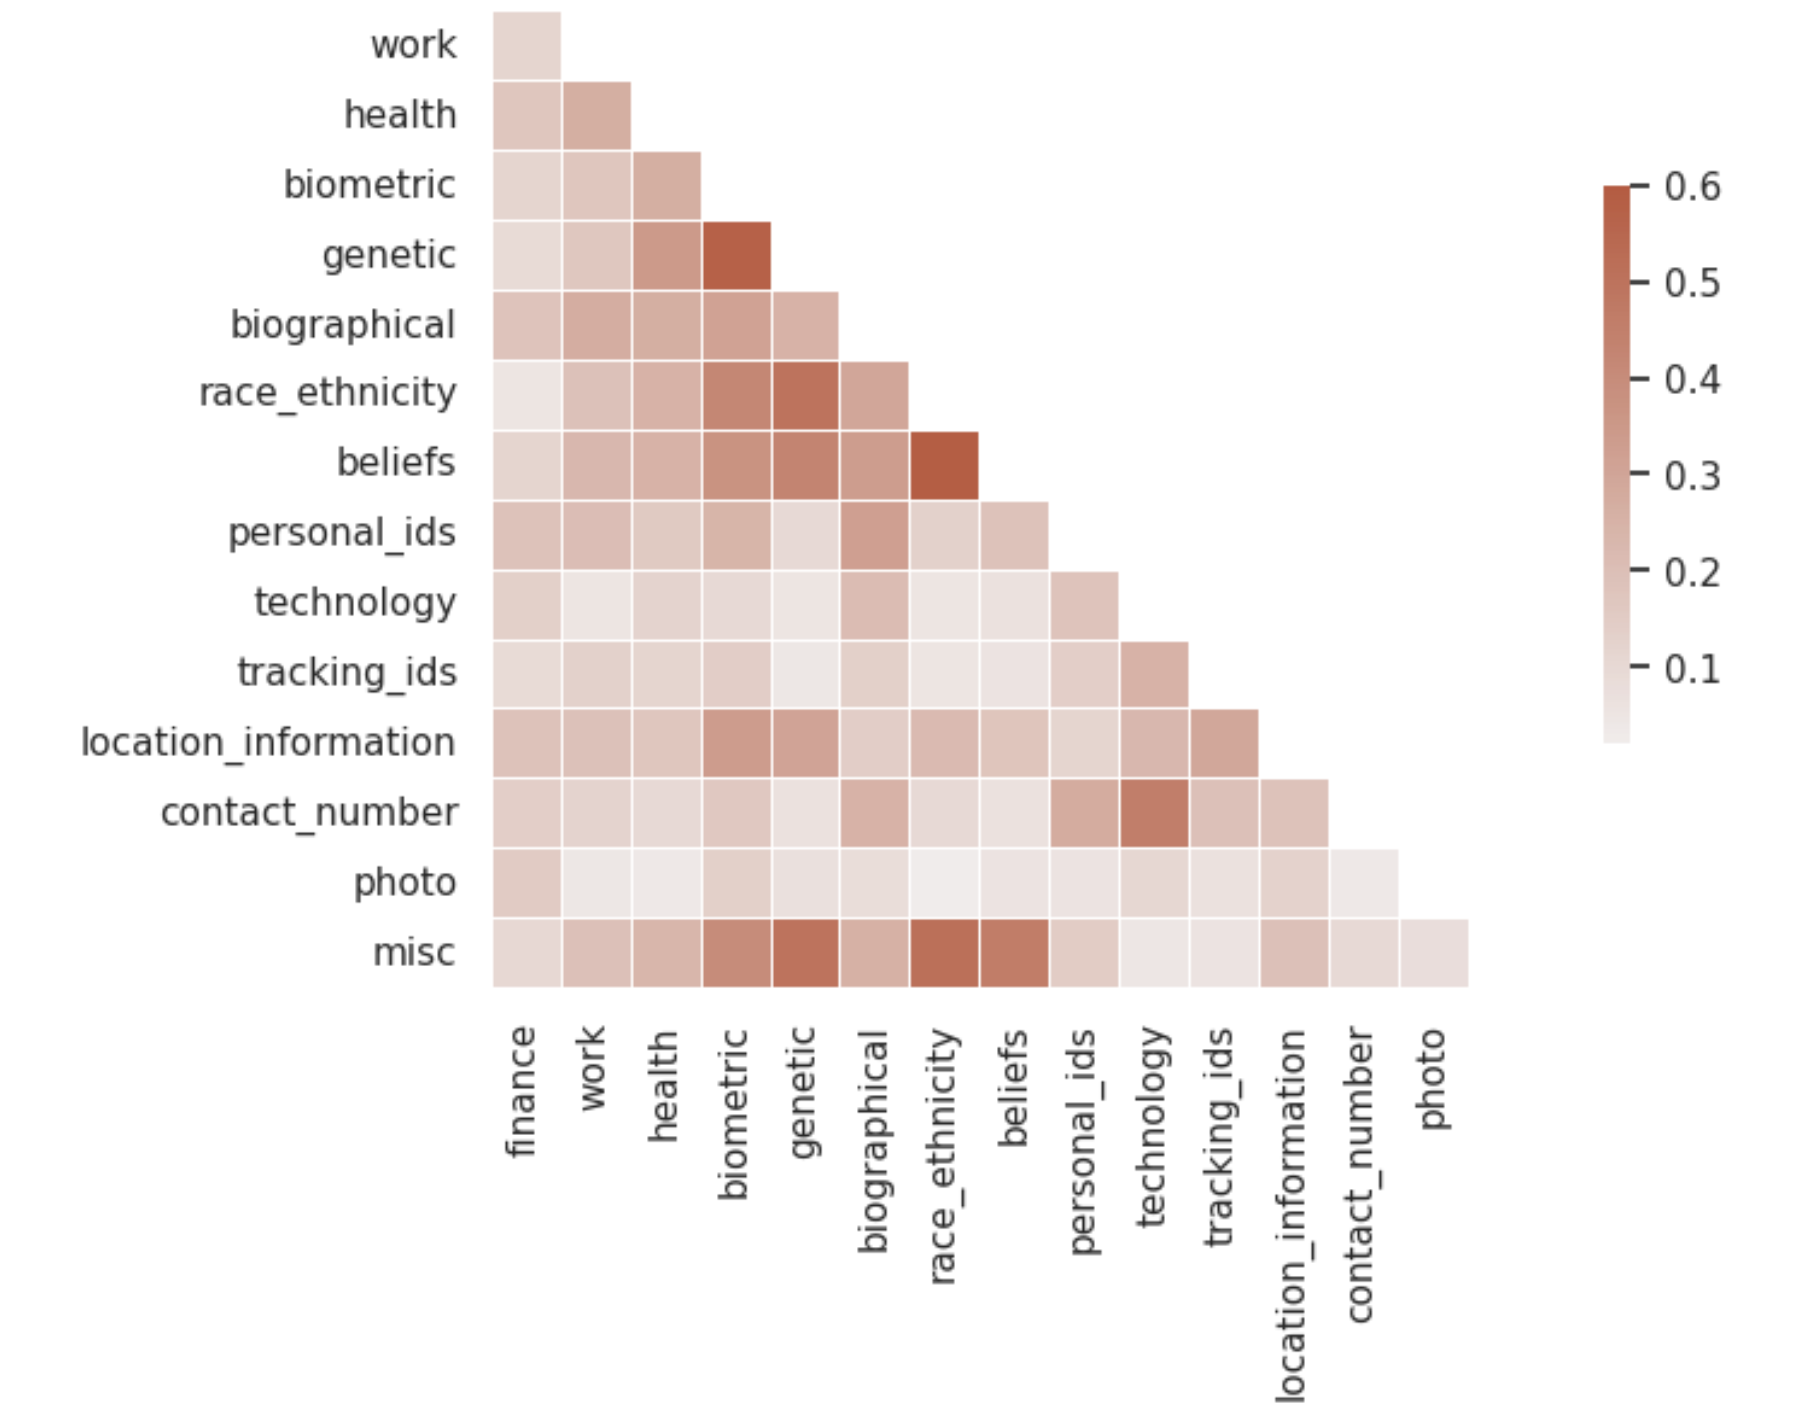 work
health
biometric
genetic
biographical
race_ethnicity
beliefs
personal_ids
technology
tracking_ids
location_information
contact_number
photo
misc
finance
work
health
biometric
genetic
biographical
race_ethnicity
beliefs
personal_ids
technology
tracking_ids
location_information
contact_number
photo
0.6
0.5
0.4
0.3
0.2
0.1